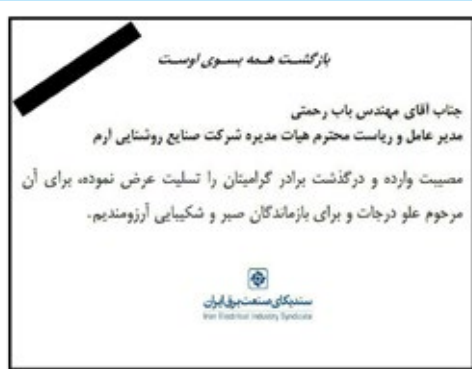 بازگشت همه بسوی اوست
جناب آقای مهندس باب رحمتی
مدیر عامل و ریاست محترم هیات مدیره شرکت صنایع روشنایی ارم
مصیبت وارده و درگذشت برادر گرامیتان را تسلیت عرض نموده، برای آن
مرحوم علو درجات و برای بازماندگان صبر و شکیبایی آرزومندیم.
سندیکای صنعت برق ایران
Iran Electrical Industry Syndicate